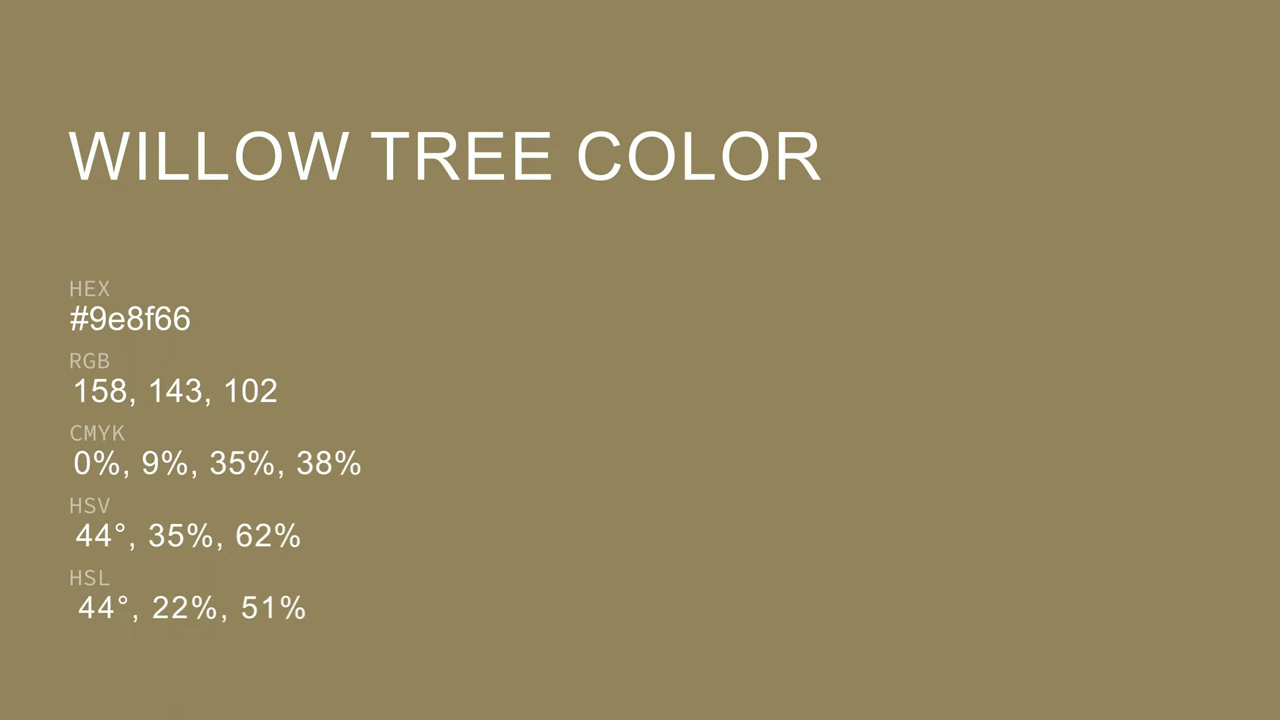 WILLOW TREE COLOR
HEX
#9e8f66
RGB
158, 143, 102
CMYK
0%, 9%, 35%, 38%
HSV
44°, 35%, 62%
HSL
44°, 22%, 51%